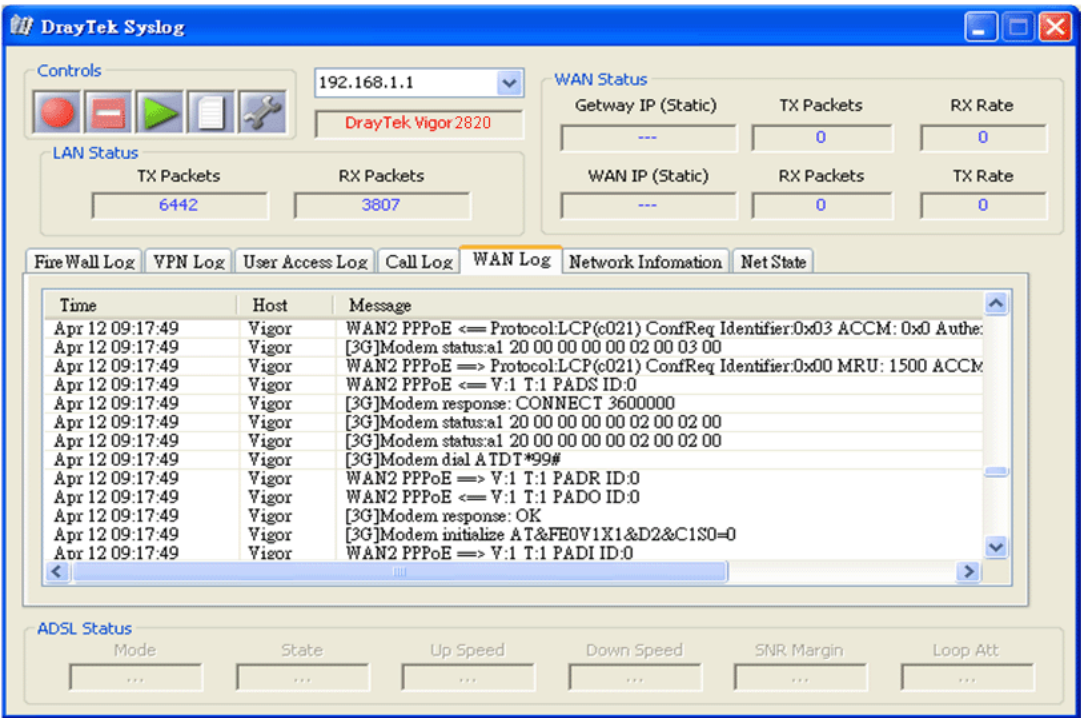 DrayTek Syslog
Controls
192.168.1.1
DrayTek Vigor 2820
WAN Status
Getway IP (Static) TX Packets RX Rate
--- 0 0
WAN IP (Static) RX Packets TX Rate
--- 0 0
LAN Status
TX Packets RX Packets
6442 3807
FireWall Log VPN Log User Access Log Call Log WAN Log Network Infomation Net State
Time Host Message
Apr 12 09:17:49 Vigor WAN2 PPPoE <== Protocol:LCP(c021) ConfReq Identifier:0x03 ACCM: 0x0 Authe:
Apr 12 09:17:49 Vigor [3G]Modem status:a1 20 00 00 00 00 02 00 03 00
Apr 12 09:17:49 Vigor WAN2 PPPoE ==> Protocol:LCP(c021) ConfReq Identifier:0x00 MRU: 1500 ACCM
Apr 12 09:17:49 Vigor WAN2 PPPoE <== V:1 T:1 PADS ID:0
Apr 12 09:17:49 Vigor [3G]Modem response: CONNECT 3600000
Apr 12 09:17:49 Vigor [3G]Modem status:a1 20 00 00 00 00 02 00 02 00
Apr 12 09:17:49 Vigor [3G]Modem status:a1 20 00 00 00 00 02 00 02 00
Apr 12 09:17:49 Vigor [3G]Modem dial ATDT*99#
Apr 12 09:17:49 Vigor WAN2 PPPoE ==> V:1 T:1 PADR ID:0
Apr 12 09:17:49 Vigor WAN2 PPPoE <== V:1 T:1 PADO ID:0
Apr 12 09:17:49 Vigor [3G]Modem response: OK
Apr 12 09:17:49 Vigor [3G]Modem initialize AT&FE0V1X1&D2&C1S0=0
Apr 12 09:17:49 Vigor WAN2 PPPoE ==> V:1 T:1 PADI ID:0
ADSL Status
Mode State Up Speed Down Speed SNR Margin Loop Att
... ... ... ... ... ...